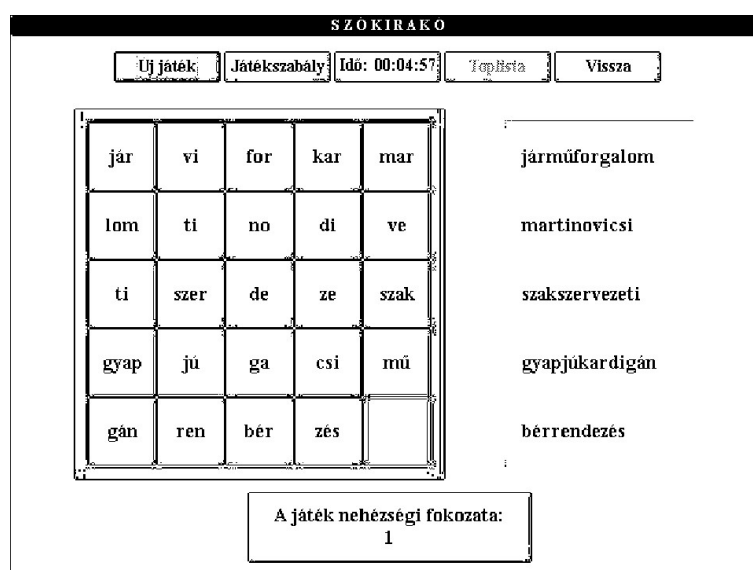 SZÓKIRAKÓ
Uj játék Játékszabály Idő: 00:04:57 Toplista Vissza
jár vi for kar mar járműforgalom
lom ti no di ve martinovicsi
ti szer de ze szak szakszervezeti
gyap jú ga csi mű gyapjúkardigán
gán ren bér zés bérrendezés
A játék nehézségi fokozata:
1